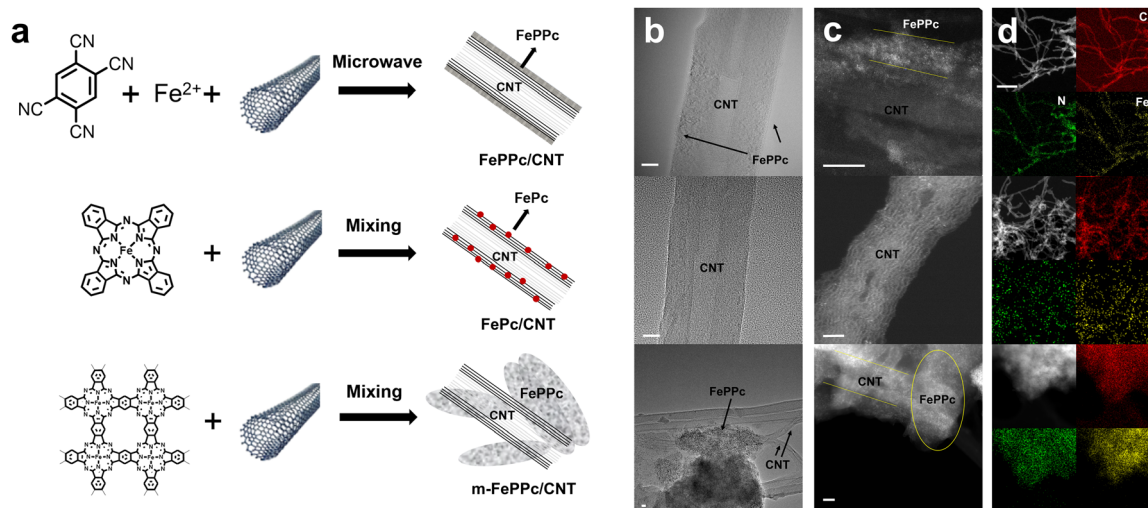 a
CN
CN
NC
CN
+ Fe²⁺ +
Microwave
FePPc
CNT
FePPc/CNT
N
N
N
N
Fe
N
N
N
N
+
Mixing
FePc
CNT
FePc/CNT
+
Mixing
FePPc
CNT
m-FePPc/CNT
b
CNT
FePPc
CNT
FePPc
CNT
c
FePPc
CNT
CNT
CNT
FePPc
d
C
N
Fe